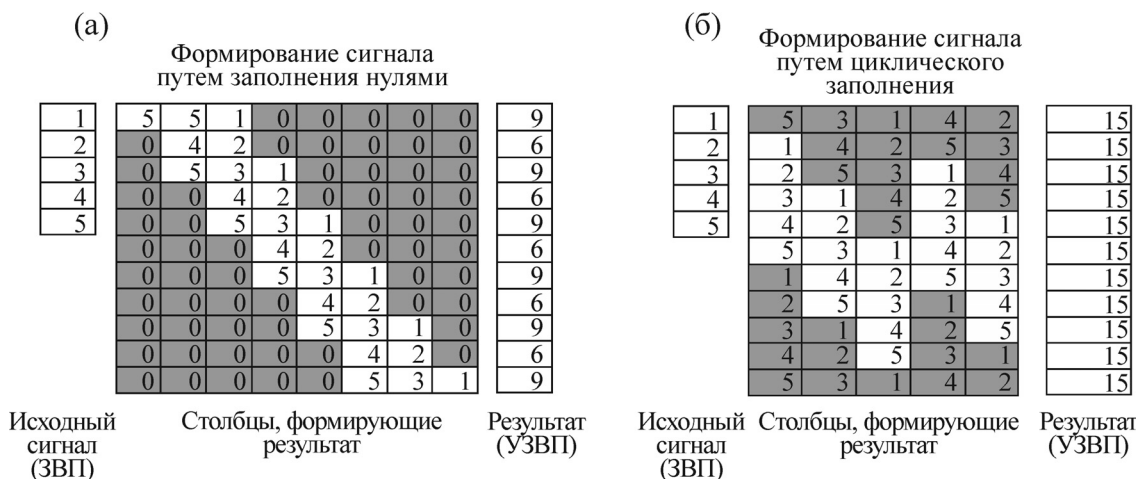 (а)
Формирование сигнала
путем заполнения нулями
1 5 5 1 0 0 0 0 0 9
2 0 4 2 0 0 0 0 0 6
3 0 5 3 1 0 0 0 0 9
4 0 0 4 2 0 0 0 0 6
5 0 0 5 3 1 0 0 0 9
0 0 0 4 2 0 0 0 6
0 0 0 5 3 1 0 0 9
0 0 0 0 4 2 0 0 6
0 0 0 0 5 3 1 0 9
0 0 0 0 0 4 2 0 6
0 0 0 0 0 5 3 1 9
Исходный
сигнал
(ЗВП)
Столбцы, формирующие
результат
Результат
(УЗВП)
(б)
Формирование сигнала
путем циклического
заполнения
1 5 3 1 4 2 15
2 1 4 2 5 3 15
3 2 5 3 1 4 15
4 3 1 4 2 5 15
5 4 2 5 3 1 15
5 3 1 4 2 15
1 4 2 5 3 15
2 5 3 1 4 15
3 1 4 2 5 15
4 2 5 3 1 15
5 3 1 4 2 15
Исходный
сигнал
(ЗВП)
Столбцы, формирующие
результат
Результат
(УЗВП)